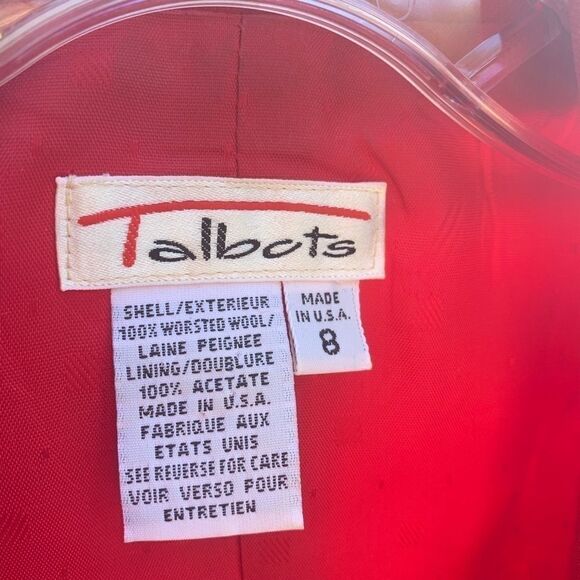 Talbots
SHELL/EXTERIEUR
100% WORSTED WOOL/
LAINE PEIGNEE
LINING/DOUBLURE
100% ACETATE
MADE IN U.S.A.
FABRIQUE AUX
ETATS UNIS
SEE REVERSE FOR CARE
VOIR VERSO POUR
ENTRETIEN
MADE
IN U.S.A.
8